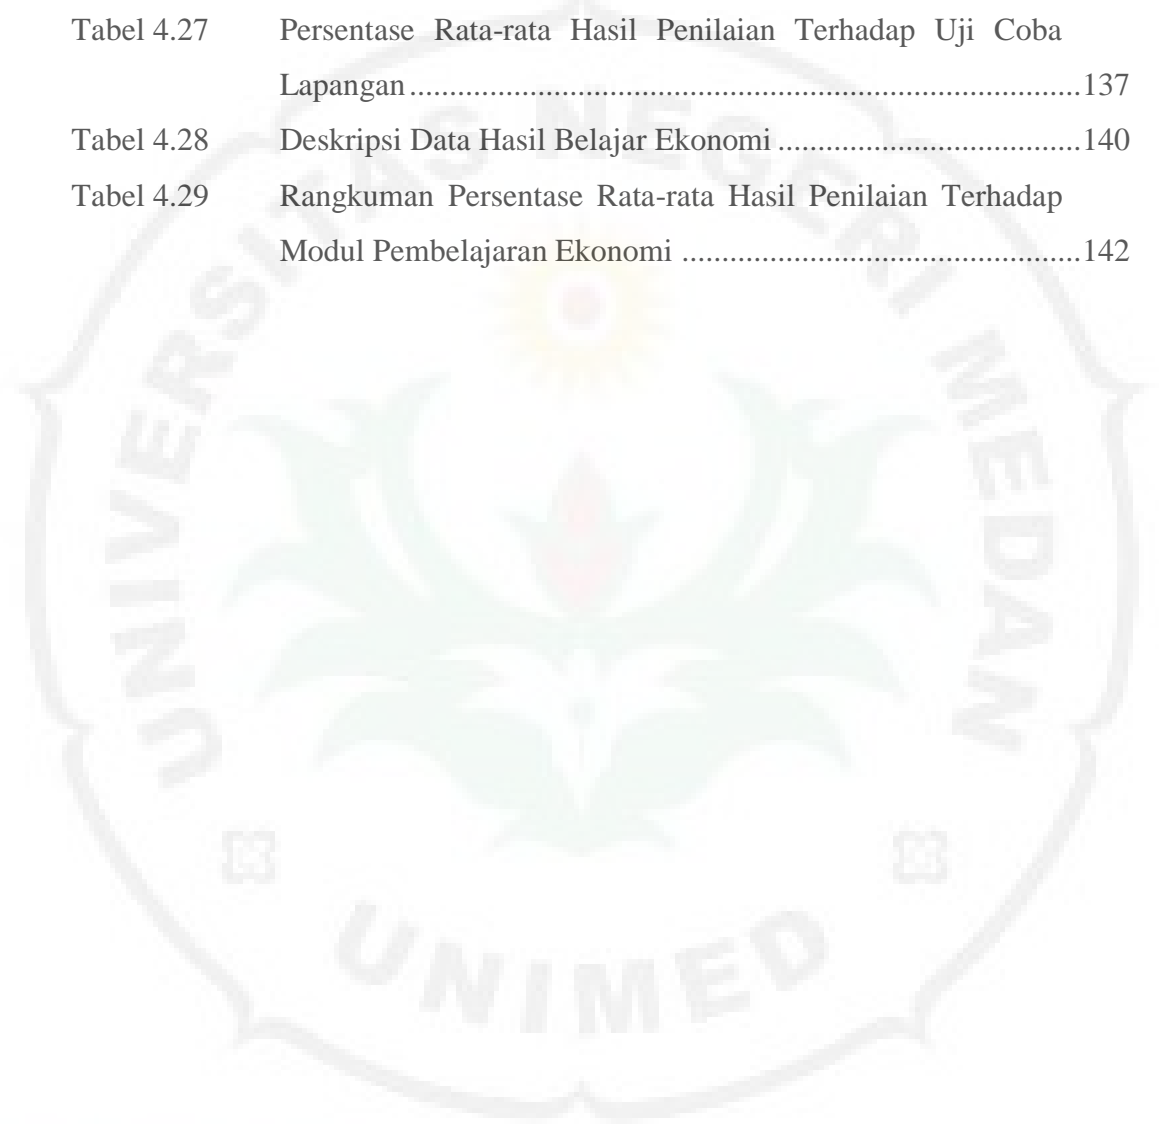 Tabel 4.27 Persentase Rata-rata Hasil Penilaian Terhadap Uji Coba
Lapangan....................................................................................137
Tabel 4.28 Deskripsi Data Hasil Belajar Ekonomi......................................140
Tabel 4.29 Rangkuman Persentase Rata-rata Hasil Penilaian Terhadap
Modul Pembelajaran Ekonomi ..................................................142
UNIVERSITAS NEGERI MEDAN
UNIMED